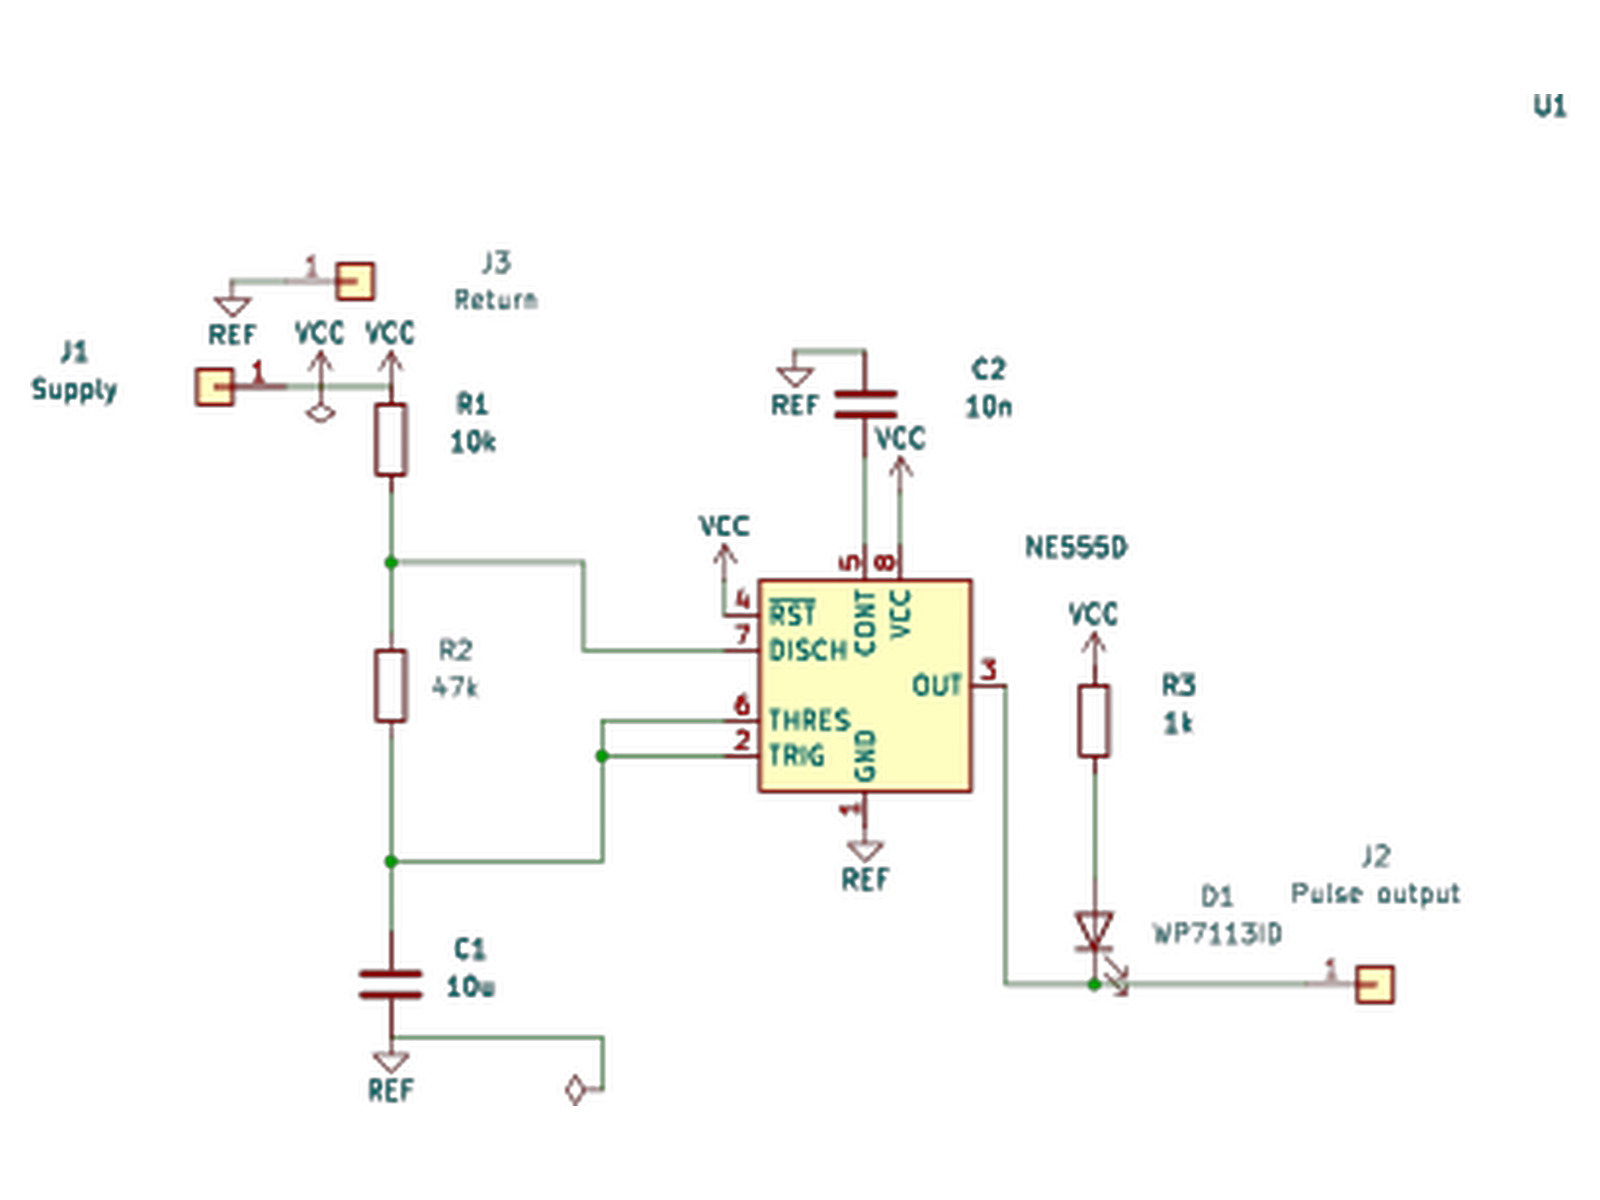 U1
J3
1
Return
REF
VCC
VCC
J1
Supply
1
R1
10k
C2
10n
REF
VCC
VCC
NE555D
5
8
4
RST
7
DISCH
CONT
VCC
VCC
R2
47k
6
THRES
2
TRIG
GND
OUT
3
R3
1k
1
REF
J2
Pulse output
D1
WP7113ID
1
C1
10u
REF